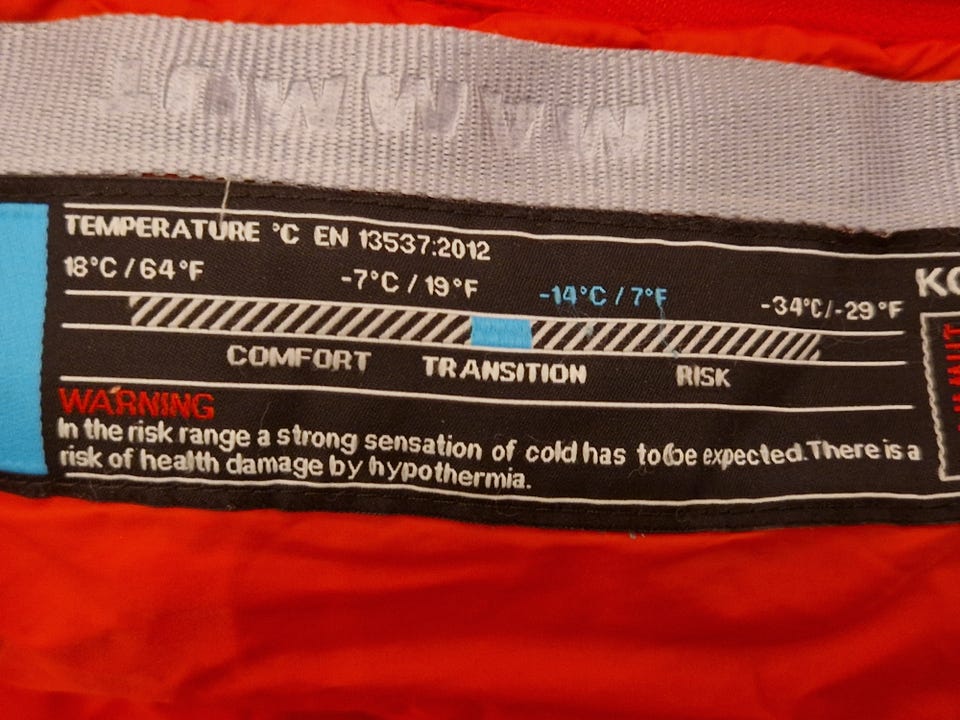 MAMMUT
TEMPERATURE °C EN 13537:2012
18°C / 64°F -7°C / 19°F -14°C / 7°F -34°C/-29°F
COMFORT TRANSITION RISK
WARNING
In the risk range a strong sensation of cold has to be expected. There is a
risk of health damage by hypothermia.
KO